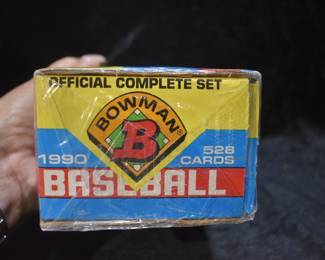 OFFICIAL COMPLETE SET
BOWMAN®
B
1990
528
CARDS
BASEBALL